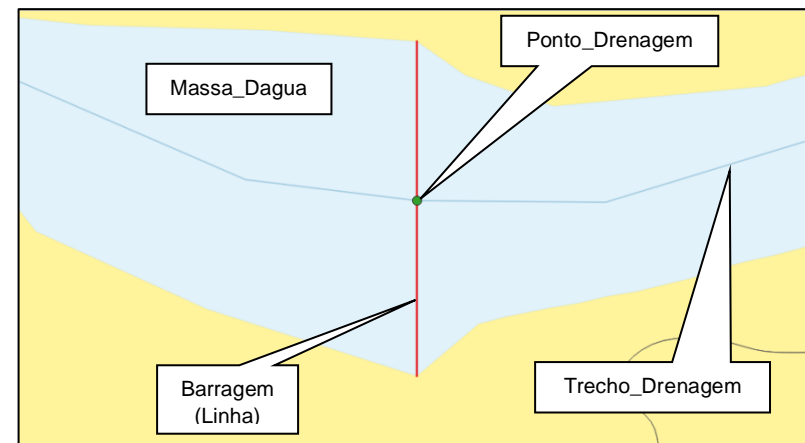 Ponto_Drenagem
Massa_Dagua
Barragem
(Linha)
Trecho_Drenagem